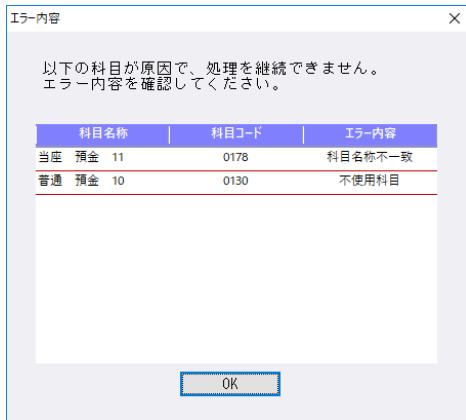 エラー内容
以下の科目が原因で、処理を継続できません。
エラー内容を確認してください。
科目名称 科目コード エラー内容
当座 預金 11 0178 科目名称不一致
普通 預金 10 0130 不使用科目
OK